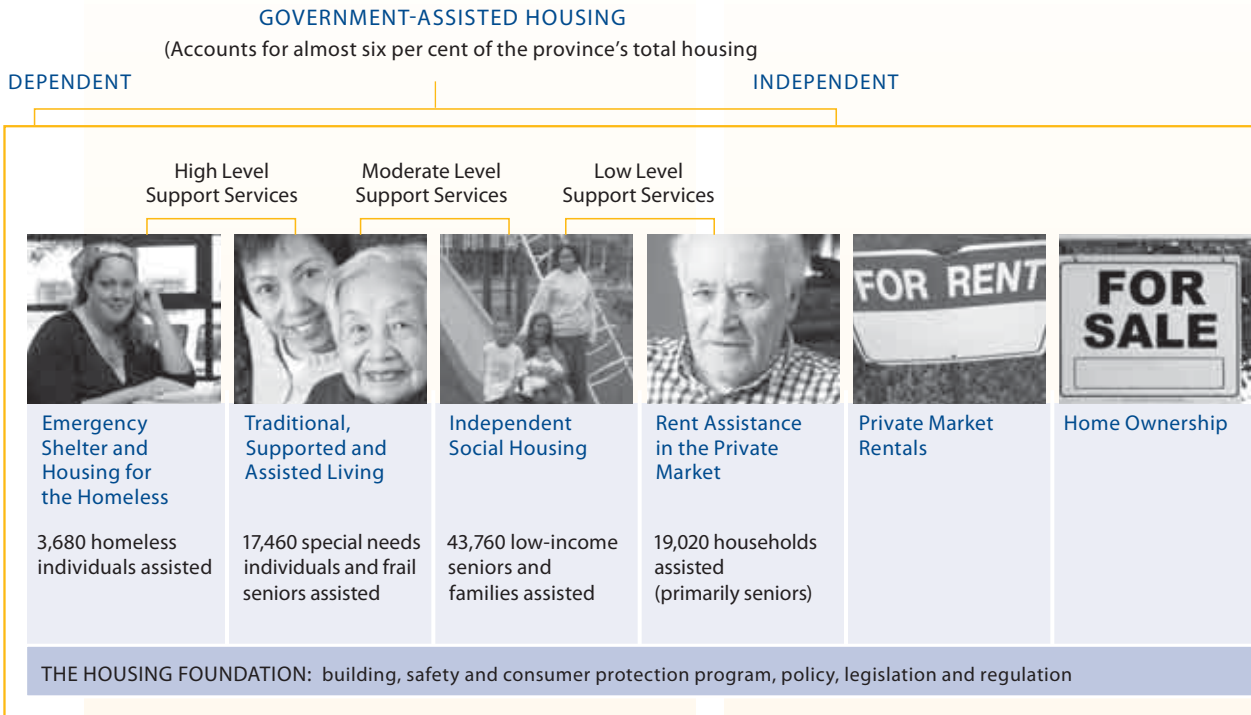 GOVERNMENT-ASSISTED HOUSING
(Accounts for almost six per cent of the province's total housing
DEPENDENT
INDEPENDENT
High Level
Support Services
Moderate Level
Support Services
Low Level
Support Services
FOR RENT
FOR
SALE
Emergency
Shelter and
Housing for
the Homeless
3,680 homeless
individuals assisted
Traditional,
Supported and
Assisted Living
17,460 special needs
individuals and frail
seniors assisted
Independent
Social Housing
43,760 low-income
seniors and
families assisted
Rent Assistance
in the Private
Market
19,020 households
assisted
(primarily seniors)
Private Market
Rentals
Home Ownership
THE HOUSING FOUNDATION: building, safety and consumer protection program, policy, legislation and regulation